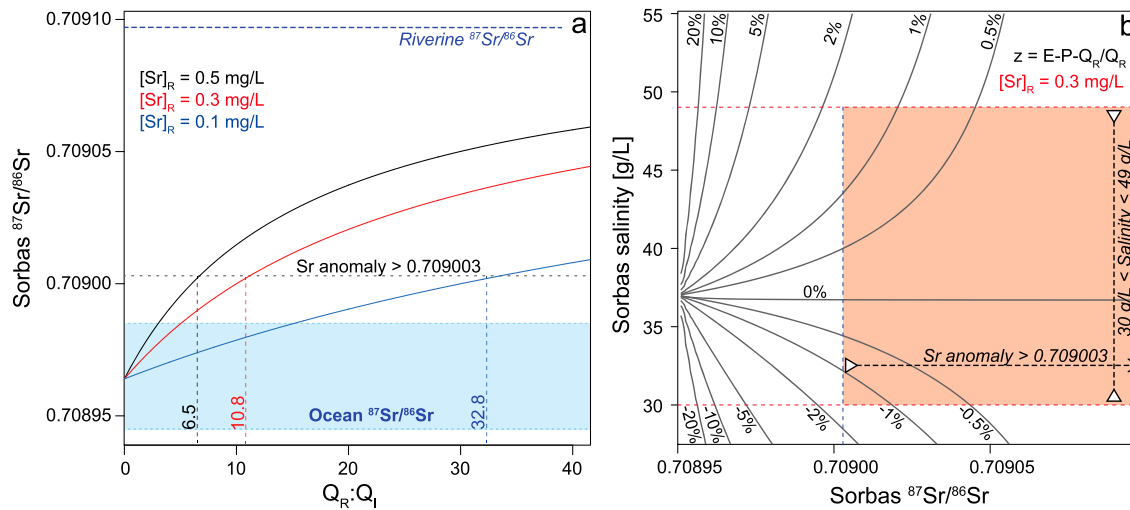 0.70910
0.70905
0.70900
0.70895
Sorbas ⁸⁷Sr/⁸⁶Sr
a
Riverine ⁸⁷Sr/⁸⁶Sr
[Sr]R = 0.5 mg/L
[Sr]R = 0.3 mg/L
[Sr]R = 0.1 mg/L
Sr anomaly > 0.709003
Ocean ⁸⁷Sr/⁸⁶Sr
6.5
10.8
32.8
0 10 20 30 40
QR:QI
55
50
45
40
35
30
Sorbas salinity [g/L]
b
20%
10%
5%
2%
1%
0.5%
z = E-P-QR/QR
[Sr]R = 0.3 mg/L
0%
30 g/L < Salinity < 49 g/L
Sr anomaly > 0.709003
-20%
-10%
-5%
-2%
-1%
-0.5%
0.70895 0.70900 0.70905
Sorbas ⁸⁷Sr/⁸⁶Sr